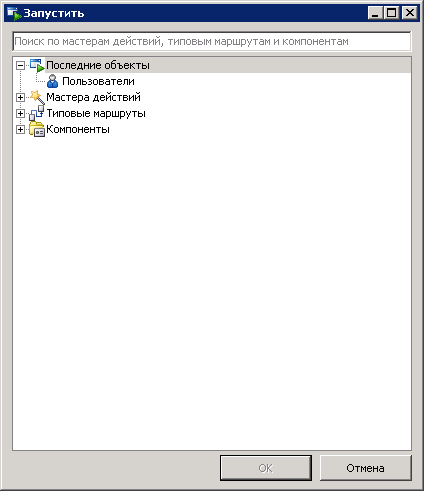 Запустить
Поиск по мастерам действий, типовым маршрутам и компонентам
Последние объекты
Пользователи
Мастера действий
Типовые маршруты
Компоненты
OK
Отмена